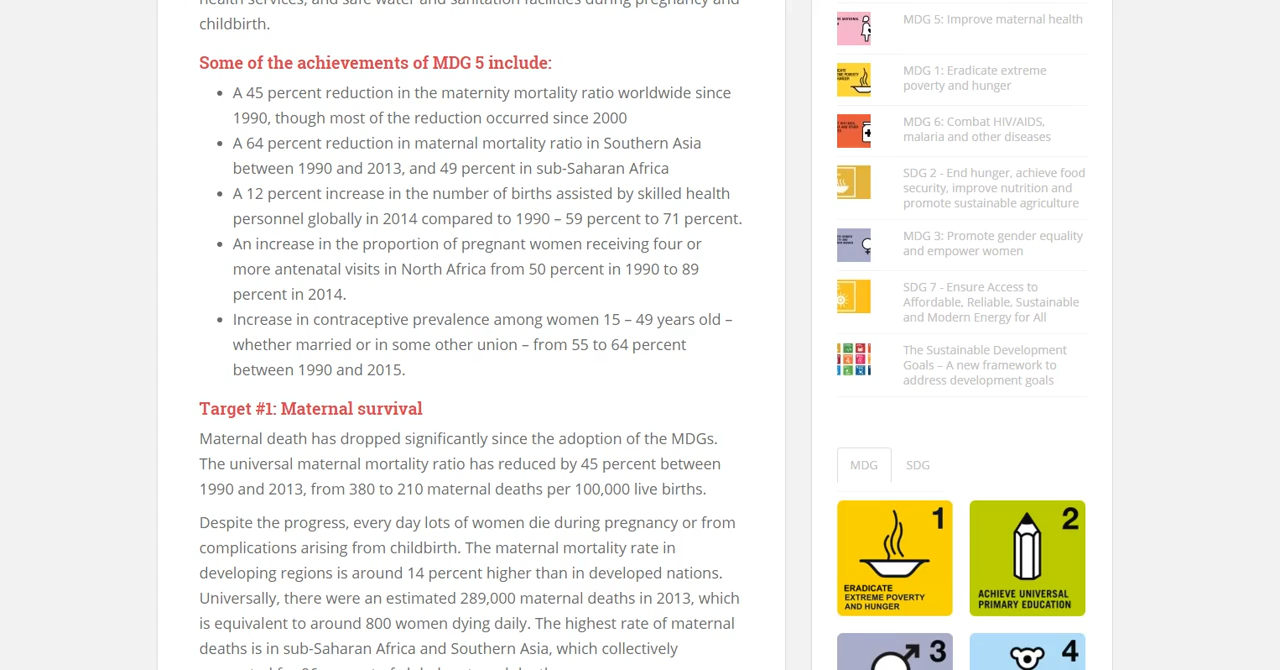 health services, and safe water and sanitation facilities during pregnancy and
childbirth.
Some of the achievements of MDG 5 include:
• A 45 percent reduction in the maternity mortality ratio worldwide since
1990, though most of the reduction occurred since 2000
• A 64 percent reduction in maternal mortality ratio in Southern Asia
between 1990 and 2013, and 49 percent in sub-Saharan Africa
• A 12 percent increase in the number of births assisted by skilled health
personnel globally in 2014 compared to 1990 – 59 percent to 71 percent.
• An increase in the proportion of pregnant women receiving four or
more antenatal visits in North Africa from 50 percent in 1990 to 89
percent in 2014.
• Increase in contraceptive prevalence among women 15 – 49 years old –
whether married or in some other union – from 55 to 64 percent
between 1990 and 2015.
Target #1: Maternal survival
Maternal death has dropped significantly since the adoption of the MDGs.
The universal maternal mortality ratio has reduced by 45 percent between
1990 and 2013, from 380 to 210 maternal deaths per 100,000 live births.
Despite the progress, every day lots of women die during pregnancy or from
complications arising from childbirth. The maternal mortality rate in
developing regions is around 14 percent higher than in developed nations.
Universally, there were an estimated 289,000 maternal deaths in 2013, which
is equivalent to around 800 women dying daily. The highest rate of maternal
deaths is in sub-Saharan Africa and Southern Asia, which collectively
MDG 5: Improve maternal health
MDG 1: Eradicate extreme
poverty and hunger
MDG 6: Combat HIV/AIDS,
malaria and other diseases
SDG 2 - End hunger, achieve food
security, improve nutrition and
promote sustainable agriculture
MDG 3: Promote gender equality
and empower women
SDG 7 - Ensure Access to
Affordable, Reliable, Sustainable
and Modern Energy for All
The Sustainable Development
Goals – A new framework to
address development goals
MDG SDG
1
ERADICATE
EXTREME POVERTY
AND HUNGER
2
ACHIEVE UNIVERSAL
PRIMARY EDUCATION
3
4